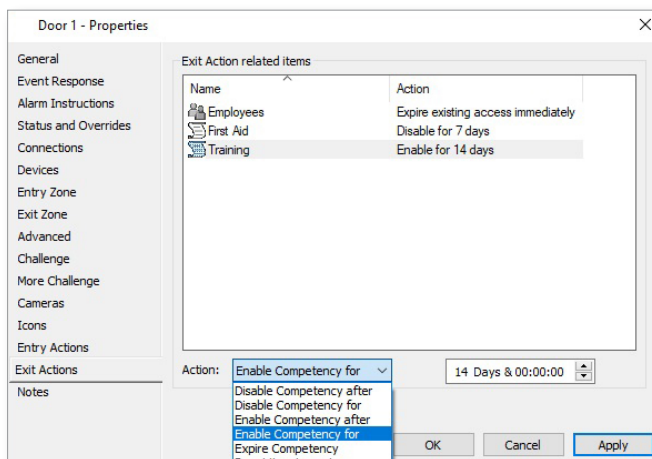 Door 1 - Properties
General
Event Response
Alarm Instructions
Status and Overrides
Connections
Devices
Entry Zone
Exit Zone
Advanced
Challenge
More Challenge
Cameras
Icons
Entry Actions
Exit Actions
Notes
Exit Action related items
Name Action
Employees Expire existing access immediately
First Aid Disable for 7 days
Training Enable for 14 days
Action: Enable Competency for 14 Days & 00:00:00
Disable Competency after
Disable Competency for
Enable Competency after
Enable Competency for
Expire Competency
OK Cancel Apply